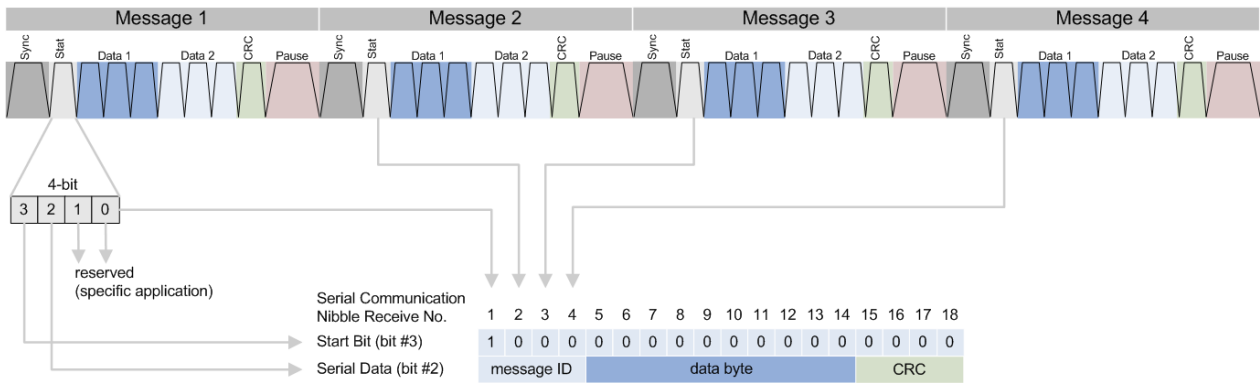 Message 1 Message 2 Message 3 Message 4
Sync Stat Data 1 Data 2 CRC Pause Sync Stat Data 1 Data 2 CRC Pause Sync Stat Data 1 Data 2 CRC Pause Sync Stat Data 1 Data 2 CRC Pause
4-bit
3 2 1 0
reserved
(specific application)
Serial Communication
Nibble Receive No. 1 2 3 4 5 6 7 8 9 10 11 12 13 14 15 16 17 18
Start Bit (bit #3) 1 0 0 0 0 0 0 0 0 0 0 0 0 0 0 0 0 0
Serial Data (bit #2) message ID data byte CRC